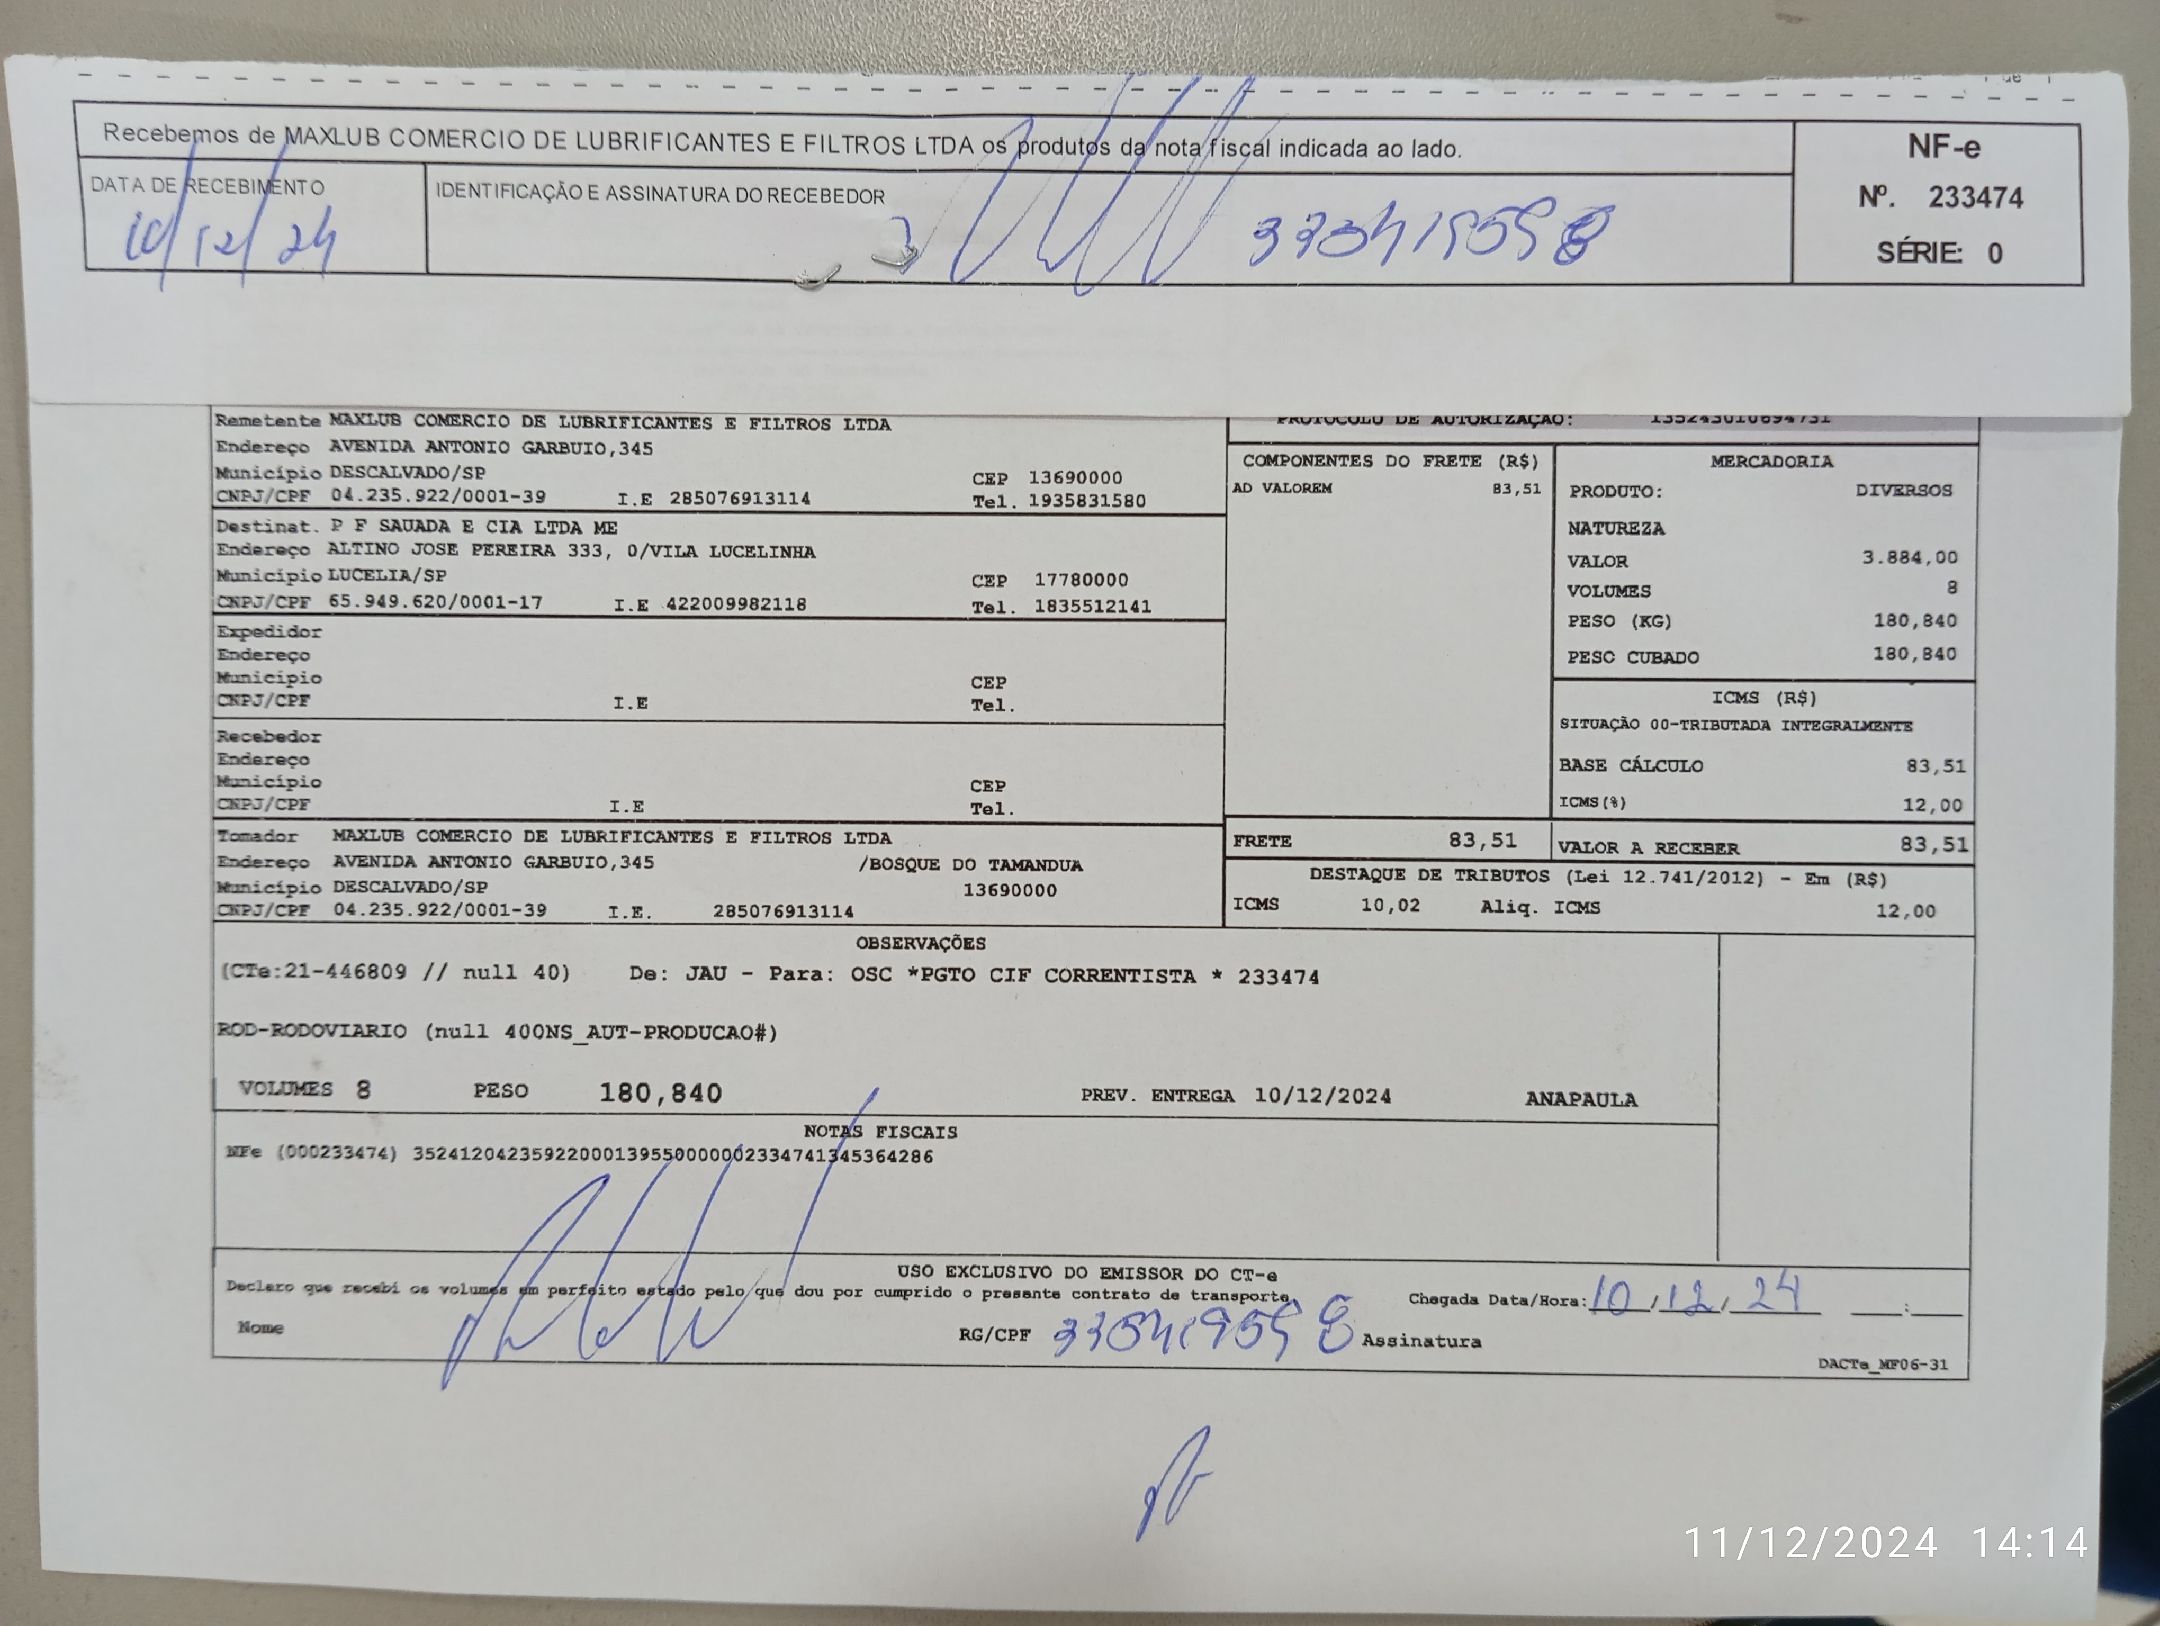 Recebemos de MAXLUB COMERCIO DE LUBRIFICANTES E FILTROS LTDA os produtos da nota fiscal indicada ao lado.
DATA DE RECEBIMENTO
10/12/24
IDENTIFICAÇÃO E ASSINATURA DO RECEBEDOR
NF-e
Nº. 233474
SÉRIE: 0
Remetente MAXLUB COMERCIO DE LUBRIFICANTES E FILTROS LTDA
Endereço AVENIDA ANTONIO GARBUIO,345
Município DESCALVADO/SP CEP 13690000
CNPJ/CPF 04.235.922/0001-39 I.E 285076913114 Tel. 1935831580
Destinat. P F SAUADA E CIA LTDA ME
Endereço ALTINO JOSE PEREIRA 333, 0/VILA LUCELINHA
Município LUCELIA/SP CEP 17780000
CNPJ/CPF 65.949.620/0001-17 I.E 422009982118 Tel. 1835512141
Expedidor
Endereço
Município CEP
CNPJ/CPF I.E Tel.
Recebedor
Endereço
Município CEP
CNPJ/CPF I.E Tel.
Tomador MAXLUB COMERCIO DE LUBRIFICANTES E FILTROS LTDA
Endereço AVENIDA ANTONIO GARBUIO,345 /BOSQUE DO TAMANDUA
Município DESCALVADO/SP 13690000
CNPJ/CPF 04.235.922/0001-39 I.E. 285076913114
PROTOCOLO DE AUTORIZAÇÃO: 135243010694731
COMPONENTES DO FRETE (R$)
AD VALOREM 83,51
MERCADORIA
PRODUTO: DIVERSOS
NATUREZA
VALOR 3.884,00
VOLUMES 8
PESO (KG) 180,840
PESO CUBADO 180,840
ICMS (R$)
SITUAÇÃO 00-TRIBUTADA INTEGRALMENTE
BASE CÁLCULO 83,51
ICMS(%) 12,00
FRETE 83,51
VALOR A RECEBER 83,51
DESTAQUE DE TRIBUTOS (Lei 12.741/2012) - Em (R$)
ICMS 10,02 Aliq. ICMS 12,00
OBSERVAÇÕES
(CTe:21-446809 // null 40) De: JAU - Para: OSC *PGTO CIF CORRENTISTA * 233474
ROD-RODOVIARIO (null 400NS_AUT-PRODUCAO#)
VOLUMES 8 PESO 180,840 PREV. ENTREGA 10/12/2024 ANAPAULA
NOTAS FISCAIS
NFe (000233474) 35241204235922000139550000002334741345364286
USO EXCLUSIVO DO EMISSOR DO CT-e
Declaro que recebi os volumes em perfeito estado pelo que dou por cumprido o presente contrato de transporte.
Chegada Data/Hora: 10/12/24 ___:___
Nome RG/CPF Assinatura
DACTe_MF06-31
11/12/2024 14:14